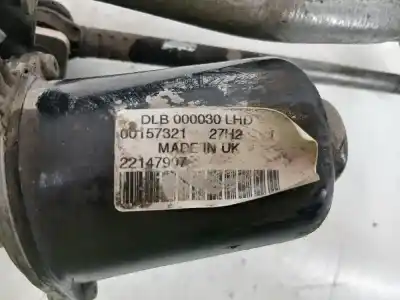 DLB 000030 LHD
00157321 27H2
MADE IN UK
22147907